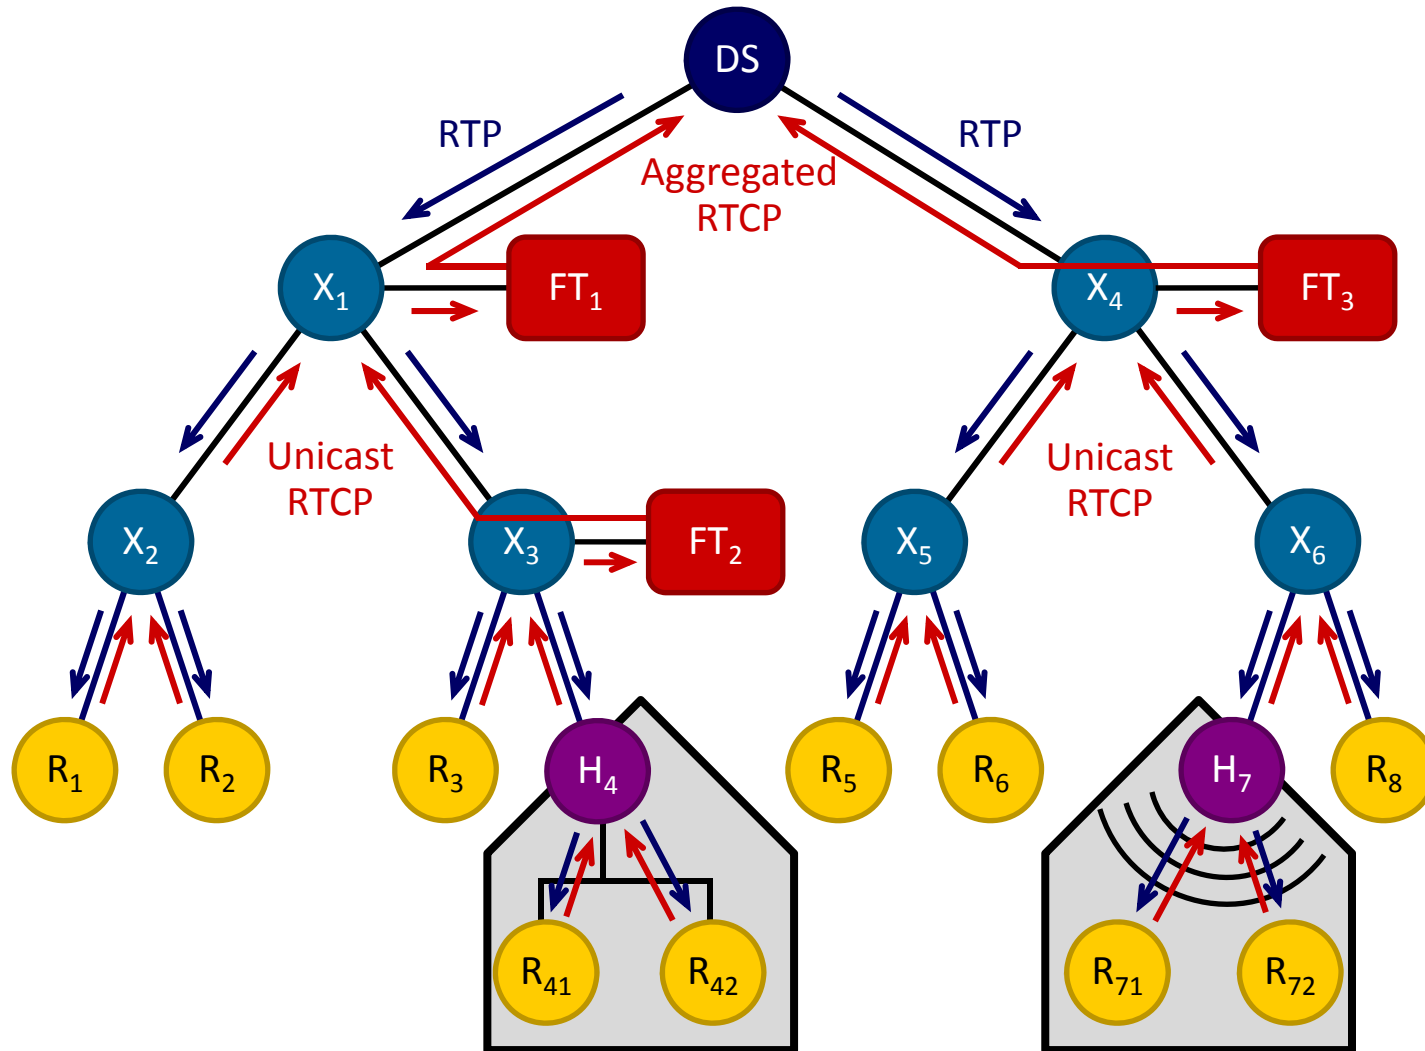 DS
RTP
RTP
Aggregated
RTCP
X1
FT1
X4
FT3
Unicast
RTCP
Unicast
RTCP
X2
X3
FT2
X5
X6
R1
R2
R3
H4
R5
R6
H7
R8
R41
R42
R71
R72